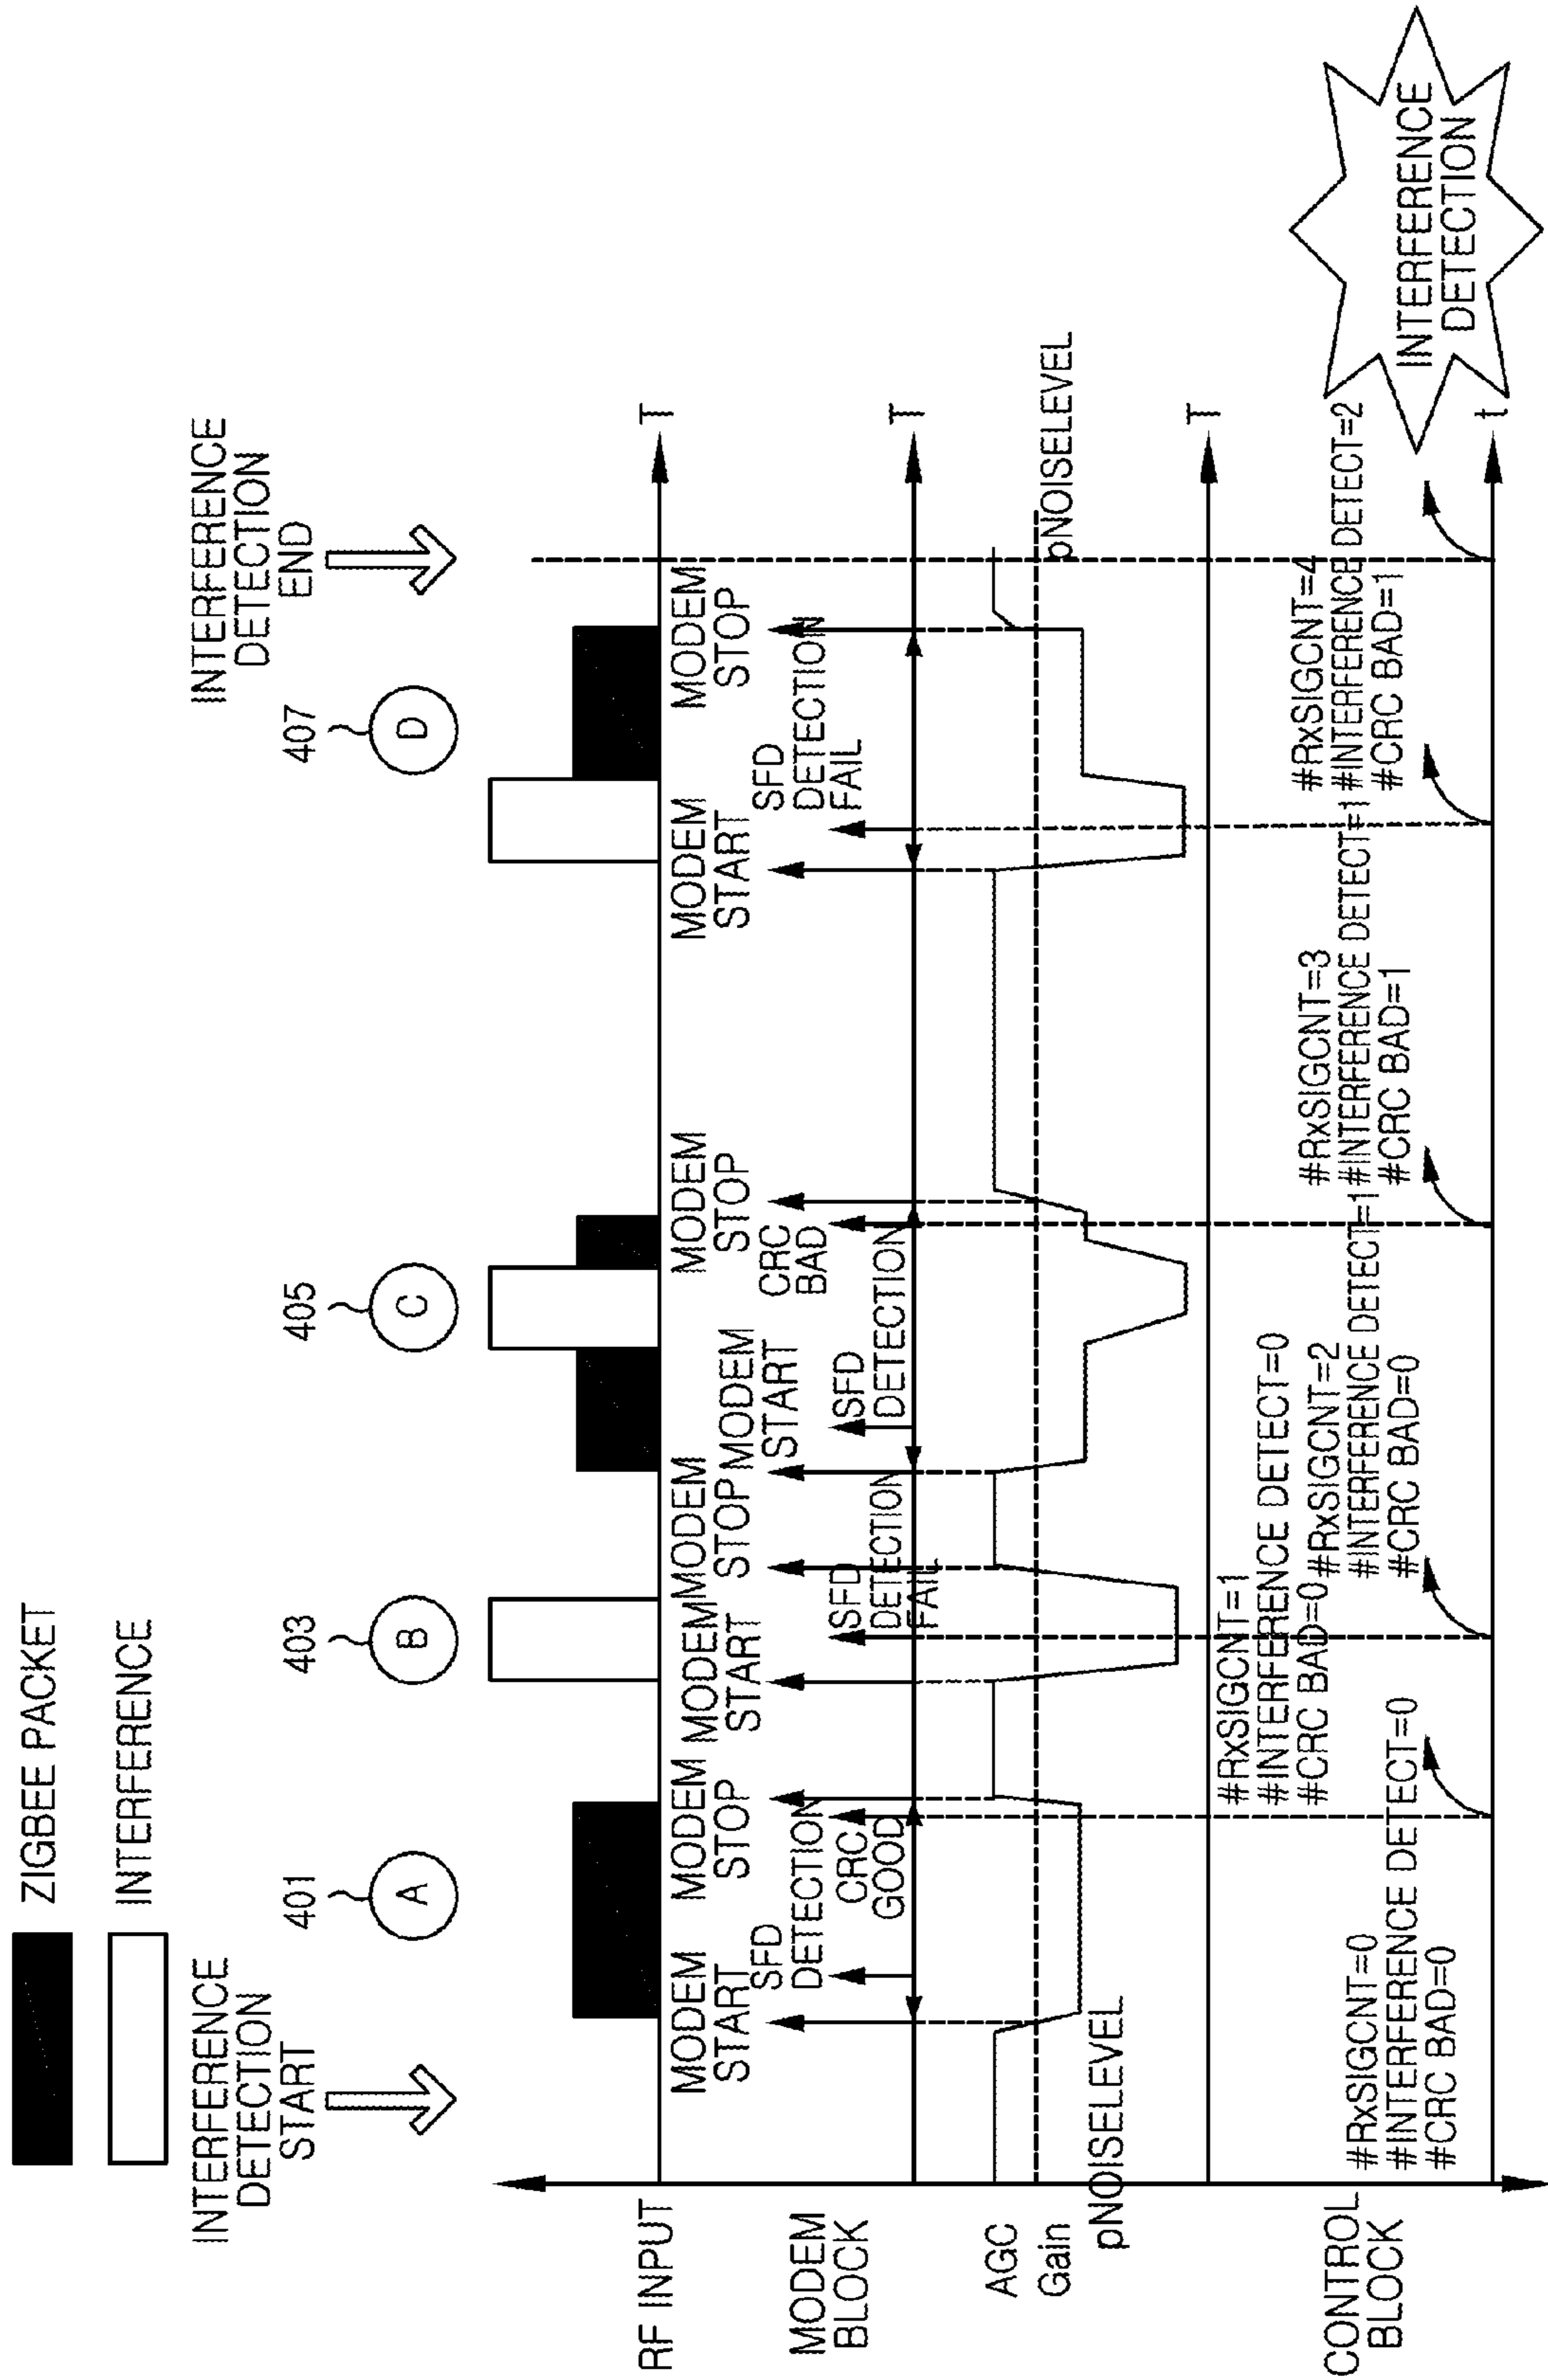 ZIGBEE PACKET
INTERFERENCE
INTERFERENCE
DETECTION
START
401
A
403
B
405
C
407
D
INTERFERENCE
DETECTION
END
RF INPUT
T
MODEM
START
MODEM
STOP
MODEM
START
MODEM
STOP
MODEM
START
MODEM
STOP
MODEM
START
MODEM
STOP
MODEM
BLOCK
SFD
DETECTION
CRC
GOOD
SFD
DETECTION
FAIL
SFD
DETECTION
CRC
BAD
SFD
DETECTION
FAIL
T
AGC
Gain
pNOISELEVEL
pNOISELEVEL
T
CONTROL
BLOCK
#RxSIGCNT=0
#INTERFERENCE DETECT=0
#CRC BAD=0
#RxSIGCNT=1
#INTERFERENCE DETECT=0
#CRC BAD=0
#RxSIGCNT=2
#INTERFERENCE DETECT=1
#CRC BAD=0
#RxSIGCNT=3
#INTERFERENCE DETECT=1
#CRC BAD=1
#RxSIGCNT=4
#INTERFERENCE DETECT=2
#CRC BAD=1
t
INTERFERENCE
DETECTION